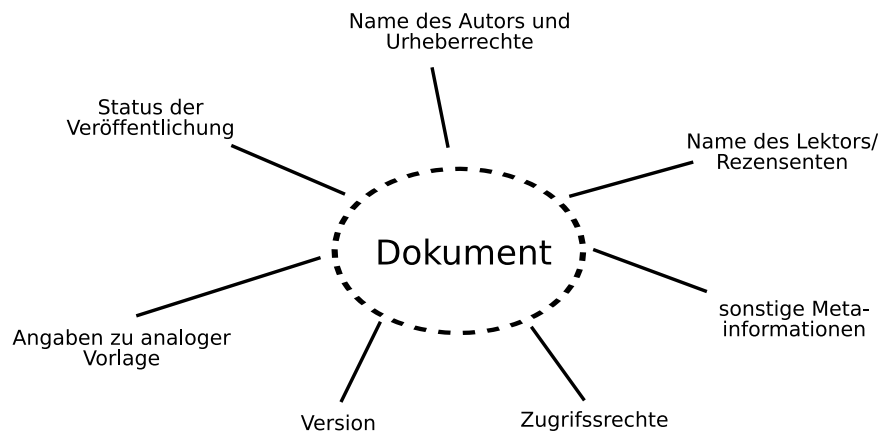 Name des Autors und
Urheberrechte
Status der
Veröffentlichung
Name des Lektors/
Rezensenten
Dokument
sonstige Meta-
informationen
Angaben zu analoger
Vorlage
Version
Zugrifssrechte